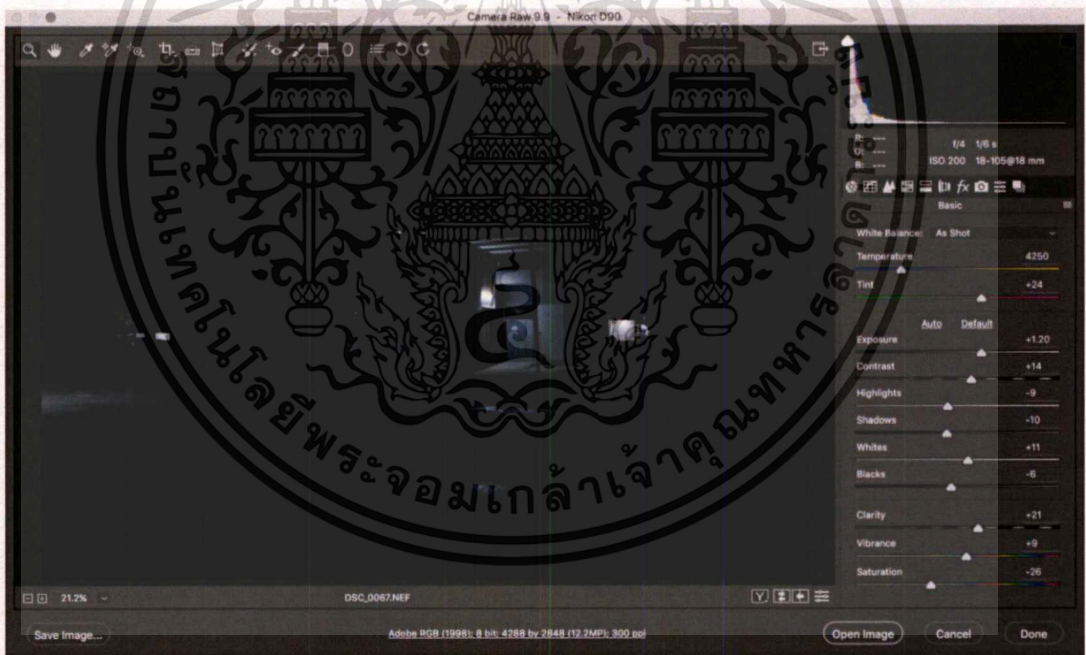 Camera Raw 9.9 - Nikon D90
R: ---
G: ---
B: ---
f/4 1/6 s
ISO 200 18-105@18 mm
Basic
White Balance: As Shot
Temperature 4250
Tint +24
Auto Default
Exposure +1.20
Contrast +14
Highlights -9
Shadows -10
Whites +11
Blacks -6
Clarity +21
Vibrance +9
Saturation -26
21.2%
DSC_0067.NEF
Save Image...
Adobe RGB (1998); 8 bit; 4288 by 2848 (12.2MP); 300 ppi
Open Image Cancel Done
สถาบันเทคโนโลยีพระจอมเกล้าเจ้าคุณทหารลาดกระบัง